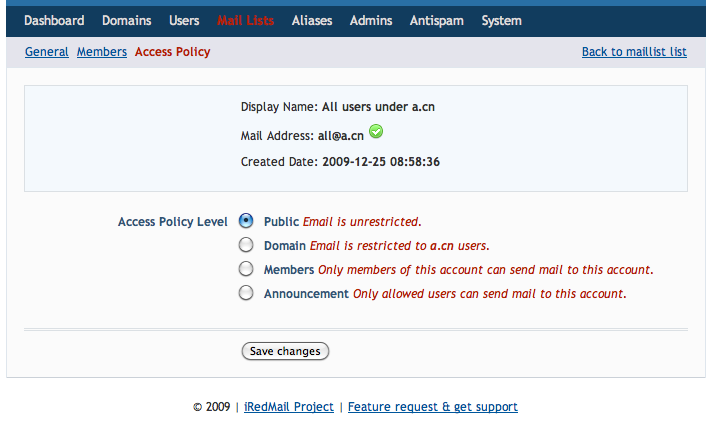 Dashboard Domains Users Mail Lists Aliases Admins Antispam System
General Members Access Policy Back to maillist list
Display Name: All users under a.cn
Mail Address: all@a.cn
Created Date: 2009-12-25 08:58:36
Access Policy Level Public Email is unrestricted.
Domain Email is restricted to a.cn users.
Members Only members of this account can send mail to this account.
Announcement Only allowed users can send mail to this account.
Save changes
© 2009 | iRedMail Project | Feature request & get support